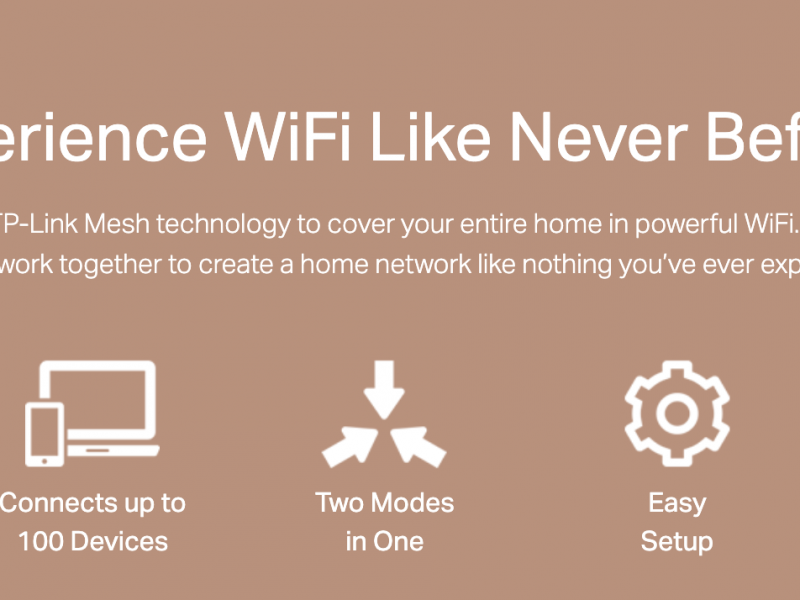 erience WiFi Like Never Bef
TP-Link Mesh technology to cover your entire home in powerful WiFi.
work together to create a home network like nothing you’ve ever exp
Connects up to
100 Devices
Two Modes
in One
Easy
Setup